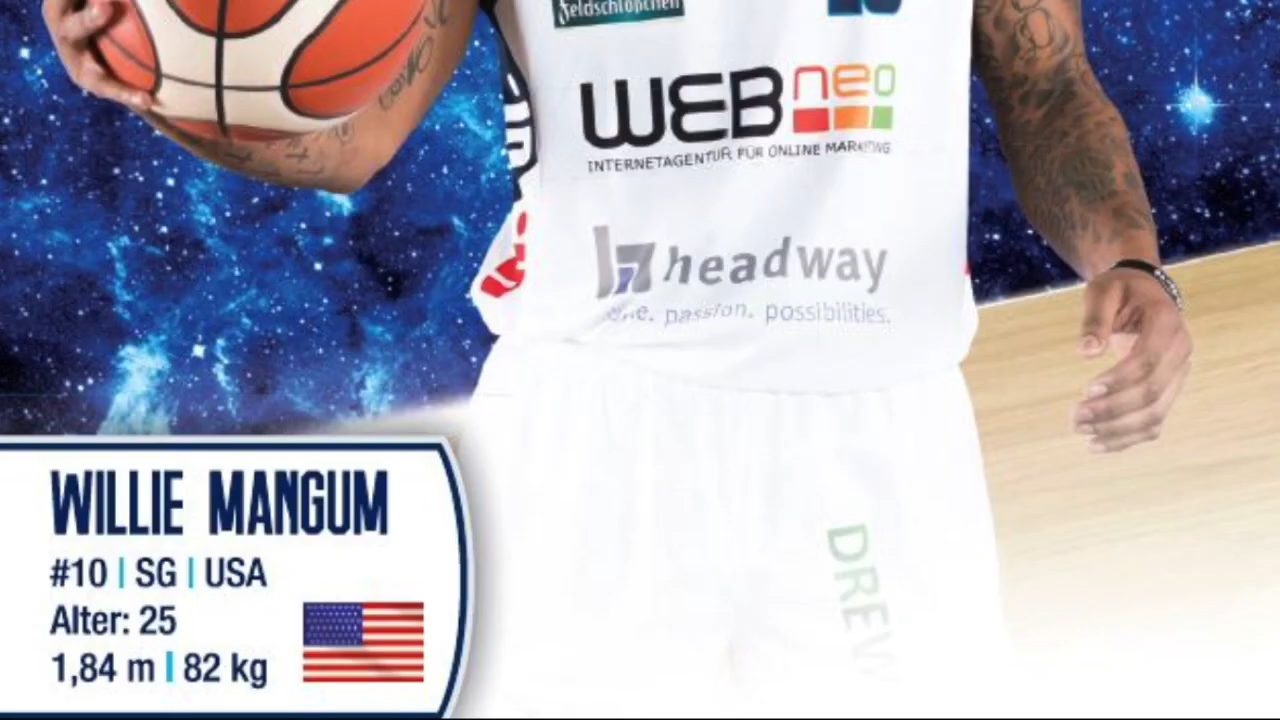 Feldschlößchen
WEB neo
INTERNETAGENTUR FÜR ONLINE MARKETING
headway
passion. possibilities.
DREW
WILLIE MANGUM
#10 | SG | USA
Alter: 25
1,84 m | 82 kg